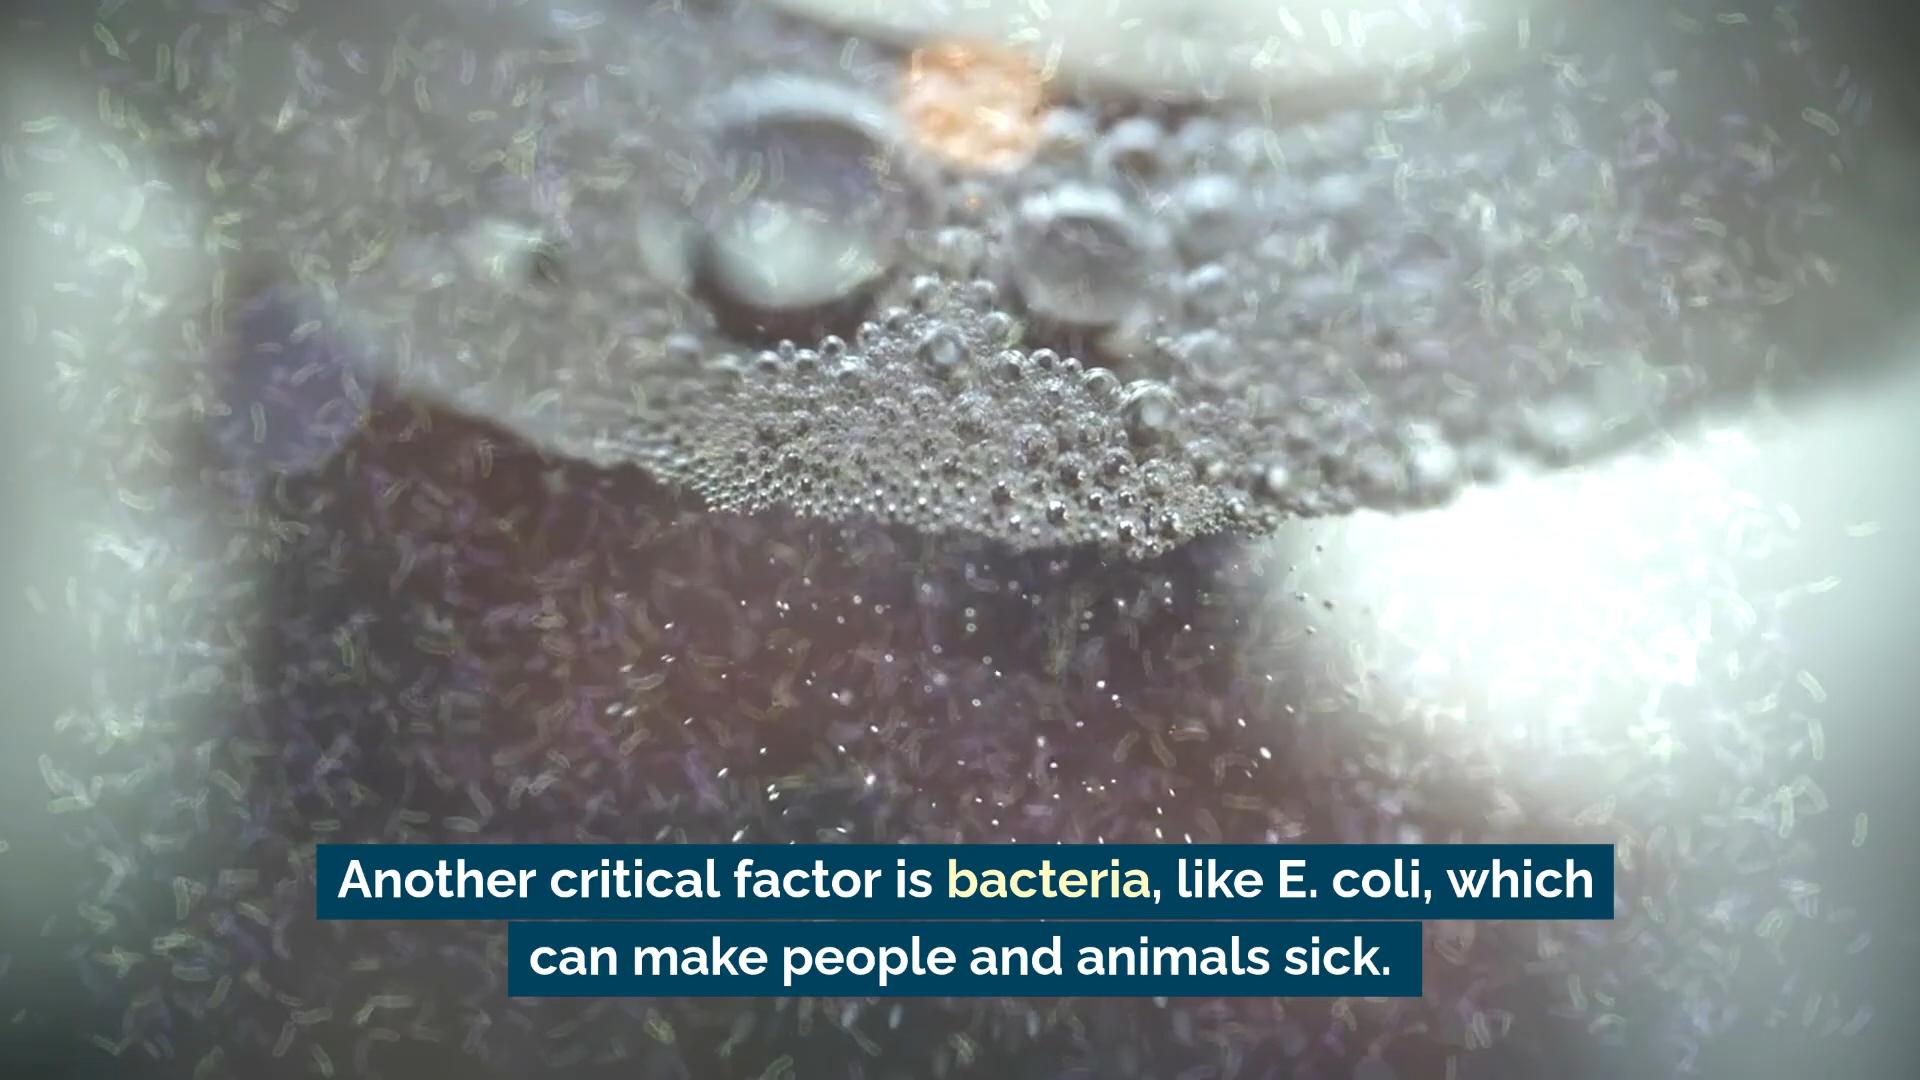 Another critical factor is bacteria, like E. coli, which
can make people and animals sick.